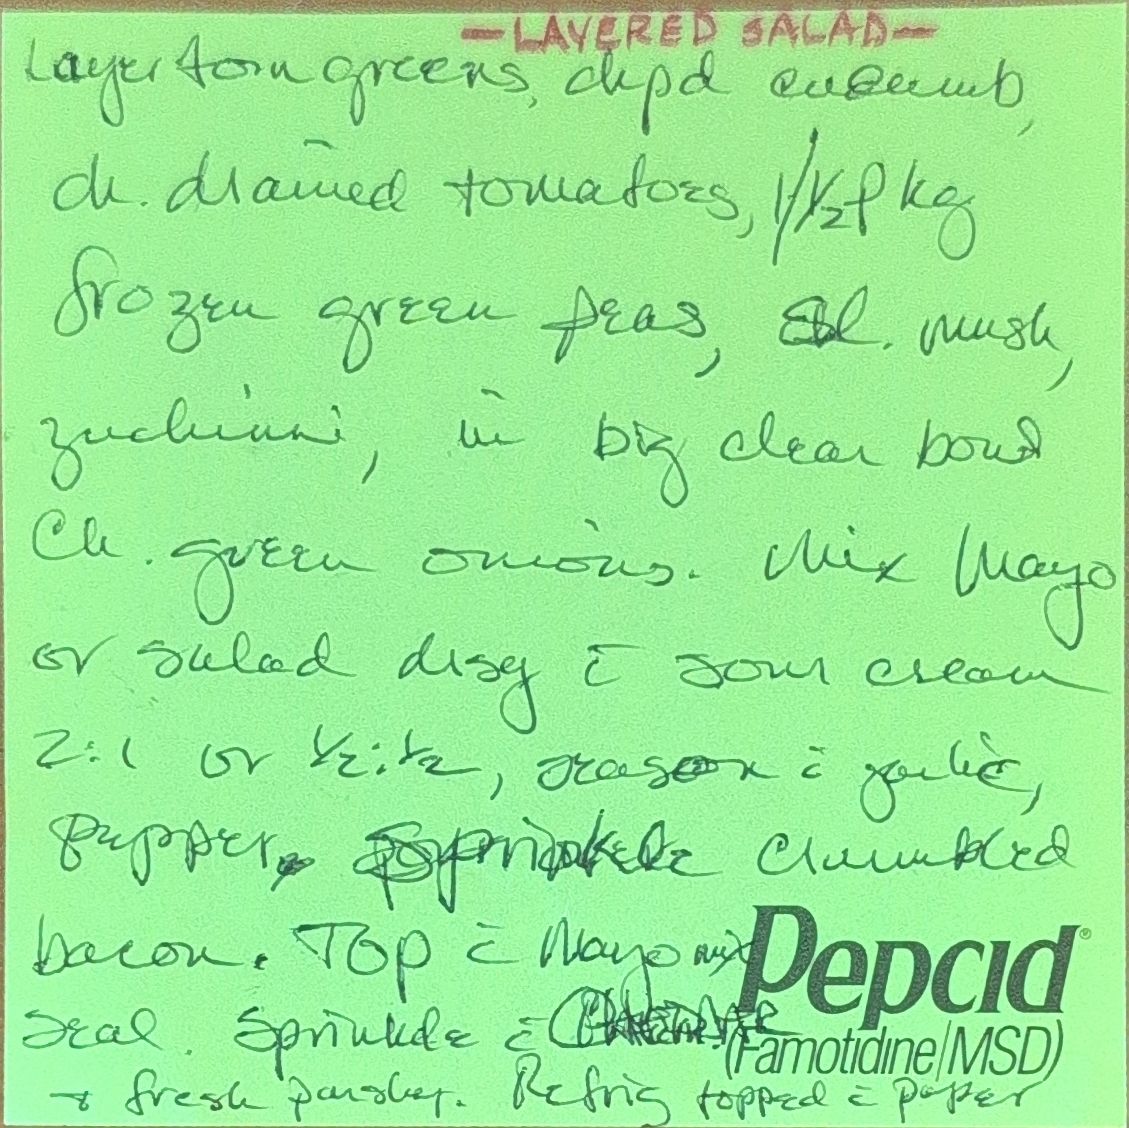 —LAYERED SALAD—
Layer torn greens, chpd cucumb,
ch. drained tomatoes, 1/½ pkg
frozen green peas, sl. mush,
zuchinni, in big clear bowl
Ch. green onions. Mix Mayo
or salad drsg c̄ sour cream
2:1 or ½:½, season c̄ garlic,
pepper, Sprinkle crumbled
bacon. Top c̄ Mayo mix
seal. Sprinkle c̄
+ fresh parsley. Refrig topped c̄ paper
Pepcid®
(Famotidine/MSD)